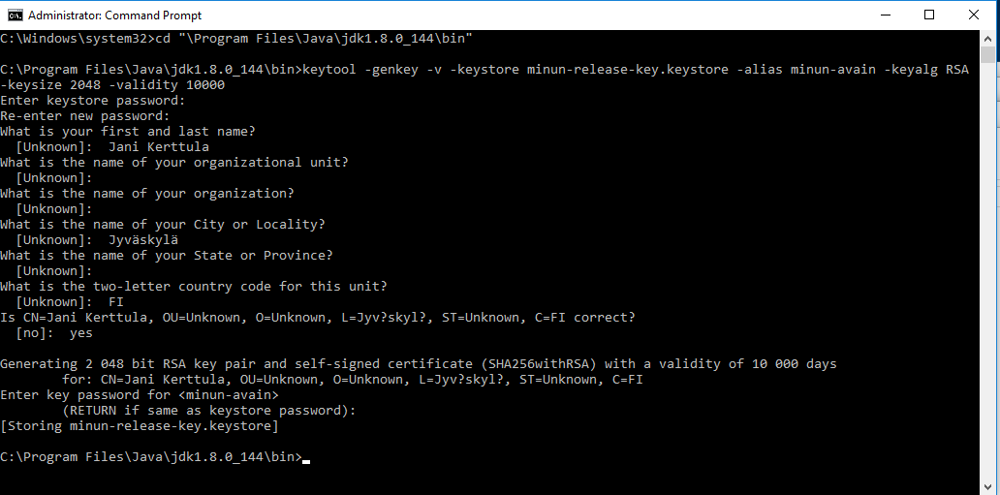 Administrator: Command Prompt
C:\Windows\system32>cd "\Program Files\Java\jdk1.8.0_144\bin"
C:\Program Files\Java\jdk1.8.0_144\bin>keytool -genkey -v -keystore minun-release-key.keystore -alias minun-avain -keyalg RSA
-keysize 2048 -validity 10000
Enter keystore password:
Re-enter new password:
What is your first and last name?
[Unknown]:  Jani Kerttula
What is the name of your organizational unit?
[Unknown]:
What is the name of your organization?
[Unknown]:
What is the name of your City or Locality?
[Unknown]:  Jyväskylä
What is the name of your State or Province?
[Unknown]:
What is the two-letter country code for this unit?
[Unknown]:  FI
Is CN=Jani Kerttula, OU=Unknown, O=Unknown, L=Jyv?skyl?, ST=Unknown, C=FI correct?
[no]:  yes
Generating 2 048 bit RSA key pair and self-signed certificate (SHA256withRSA) with a validity of 10 000 days
for: CN=Jani Kerttula, OU=Unknown, O=Unknown, L=Jyv?skyl?, ST=Unknown, C=FI
Enter key password for <minun-avain>
(RETURN if same as keystore password):
[Storing minun-release-key.keystore]
C:\Program Files\Java\jdk1.8.0_144\bin>